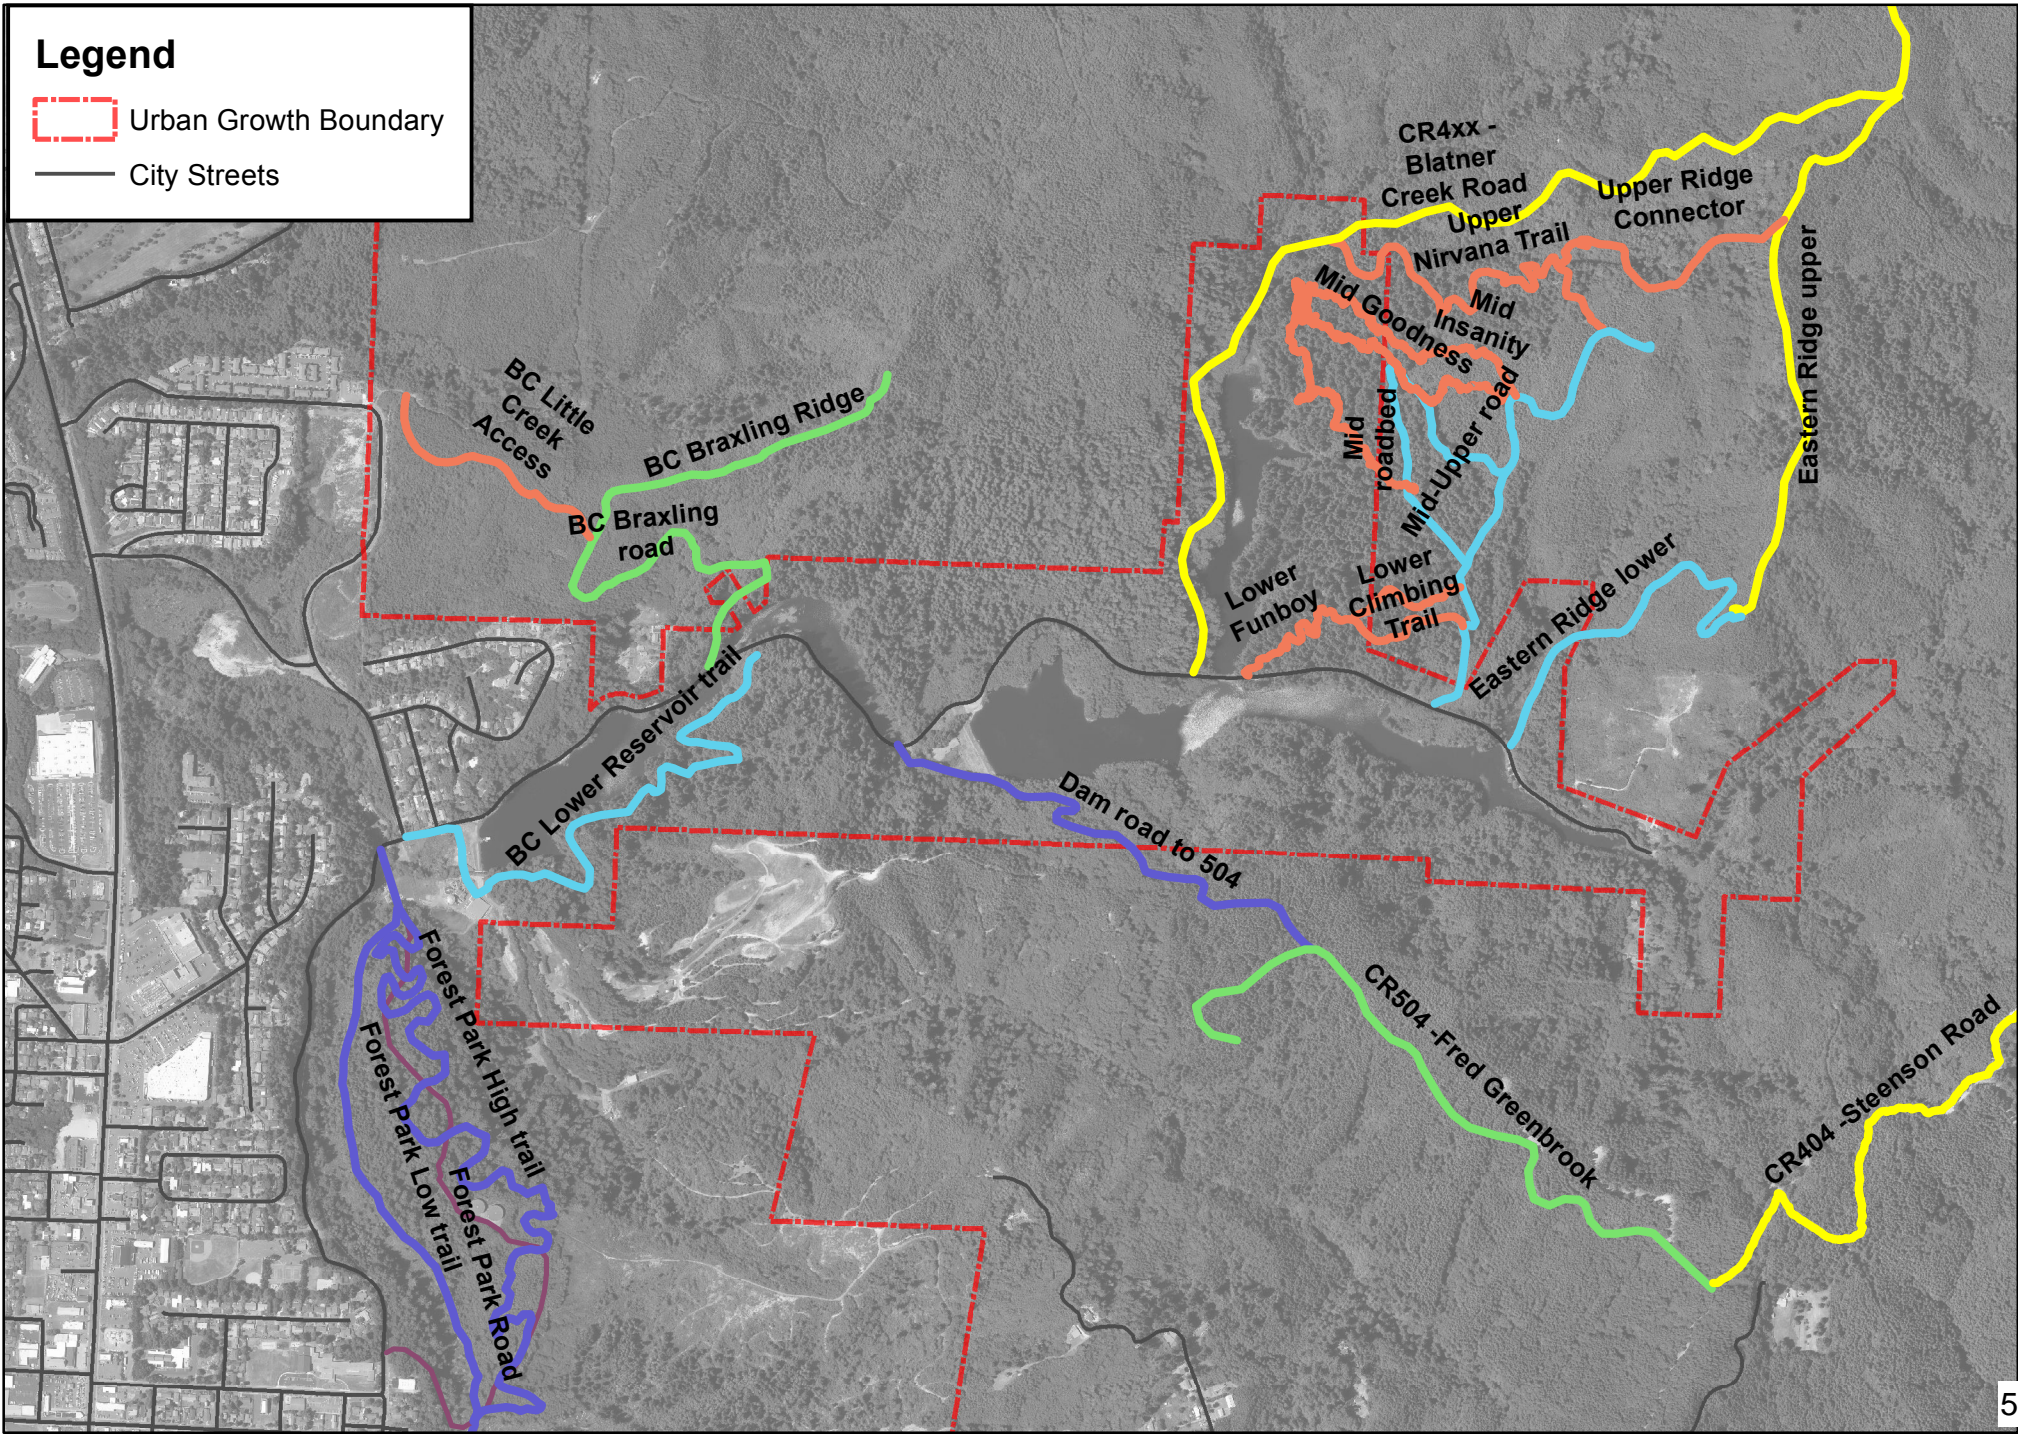 Legend
Urban Growth Boundary
City Streets
CR4xx -
Blatner
Creek Road
Upper
Nirvana Trail
Upper Ridge
Connector
Mid Goodness
Mid
Insanity
Eastern Ridge upper
BC Little
Creek
Access
BC Braxling Ridge
BC Braxling
road
Mid
roadbed
Mid-Upper road
Lower
Funboy
Lower
Climbing
Trail
Eastern Ridge lower
BC Lower Reservoir trail
Dam road to 504
Forest Park High trail
Forest Park Low trail
Forest Park Road
CR504 -Fred Greenbrook
CR404 -Steenson Road
5